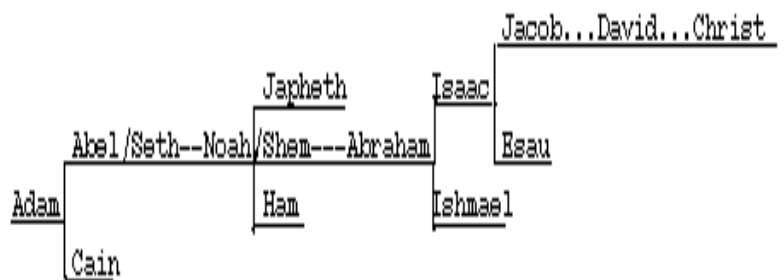 Jacob...David...Christ
Japheth
Isaac
Abel/Seth--Noah/Shem---Abraham
Esau
Adam
Ham
Ishmael
Cain